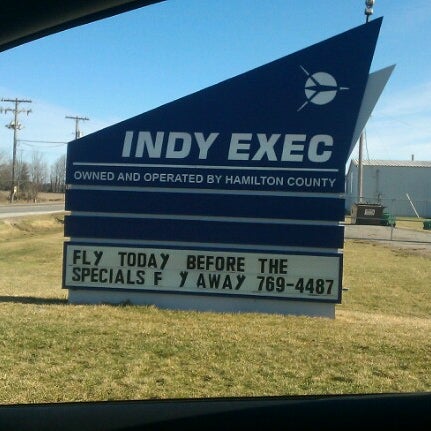 INDY EXEC
OWNED AND OPERATED BY HAMILTON COUNTY
FLY TODAY BEFORE THE
SPECIALS F Y AWAY 769-4487